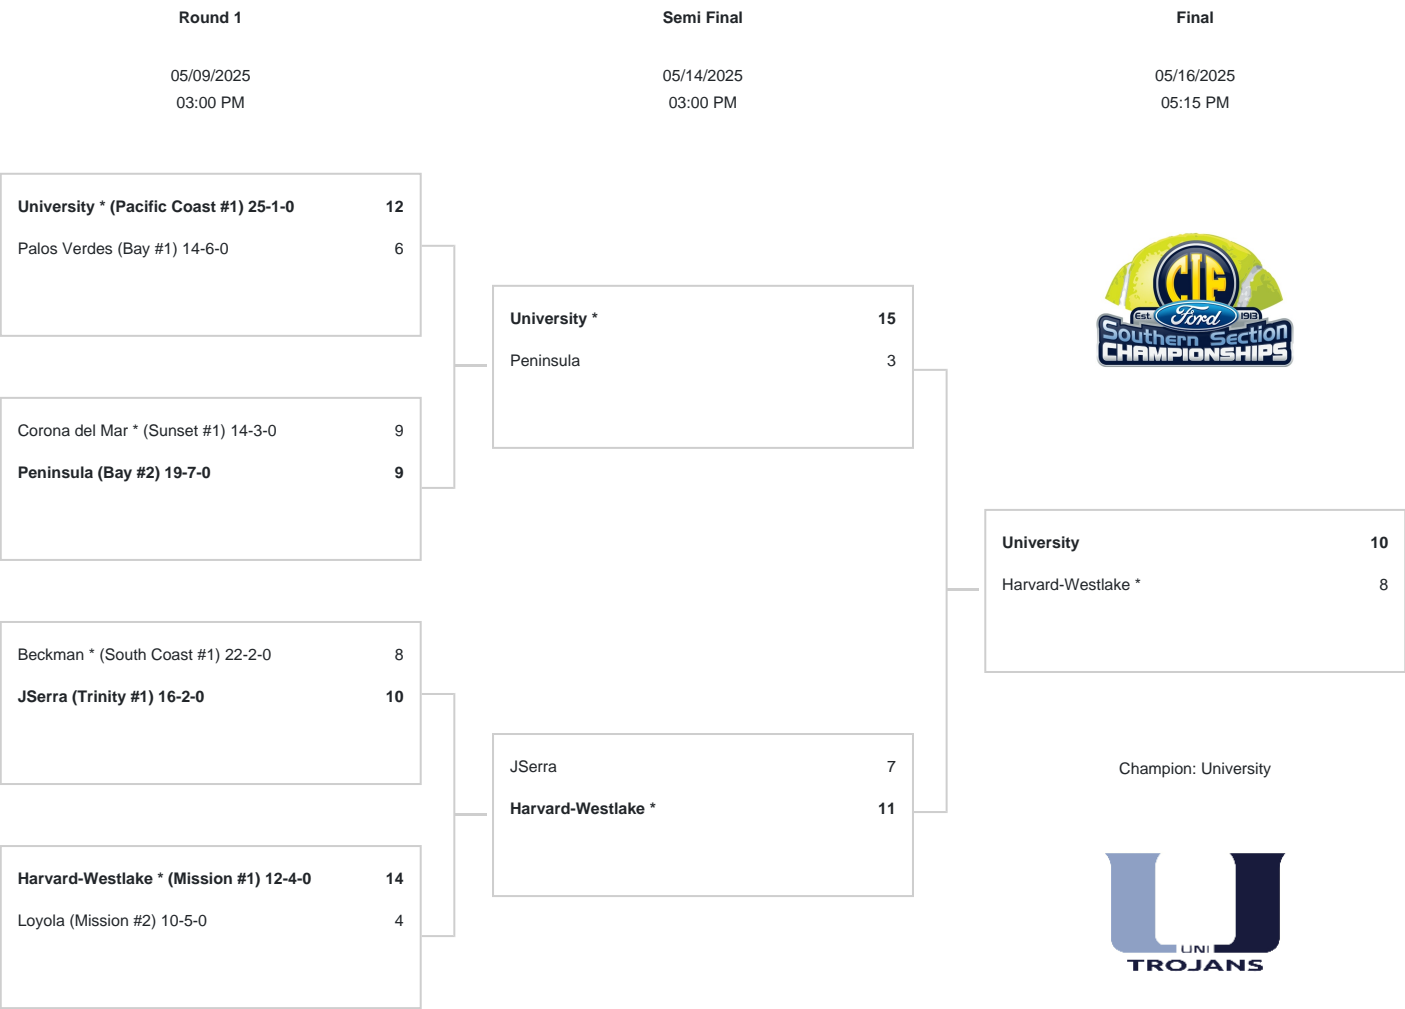 Round 1
Semi Final
Final
05/09/2025
05/14/2025
05/16/2025
03:00 PM
03:00 PM
05:15 PM
University * (Pacific Coast #1) 25-1-0 12
Palos Verdes (Bay #1) 14-6-0 6
Corona del Mar * (Sunset #1) 14-3-0 9
Peninsula (Bay #2) 19-7-0 9
Beckman * (South Coast #1) 22-2-0 8
JSerra (Trinity #1) 16-2-0 10
Harvard-Westlake * (Mission #1) 12-4-0 14
Loyola (Mission #2) 10-5-0 4
University * 15
Peninsula 3
JSerra 7
Harvard-Westlake * 11
CIF
Est. Ford 1913
Southern Section
CHAMPIONSHIPS
University 10
Harvard-Westlake * 8
Champion: University
UNI
TROJANS